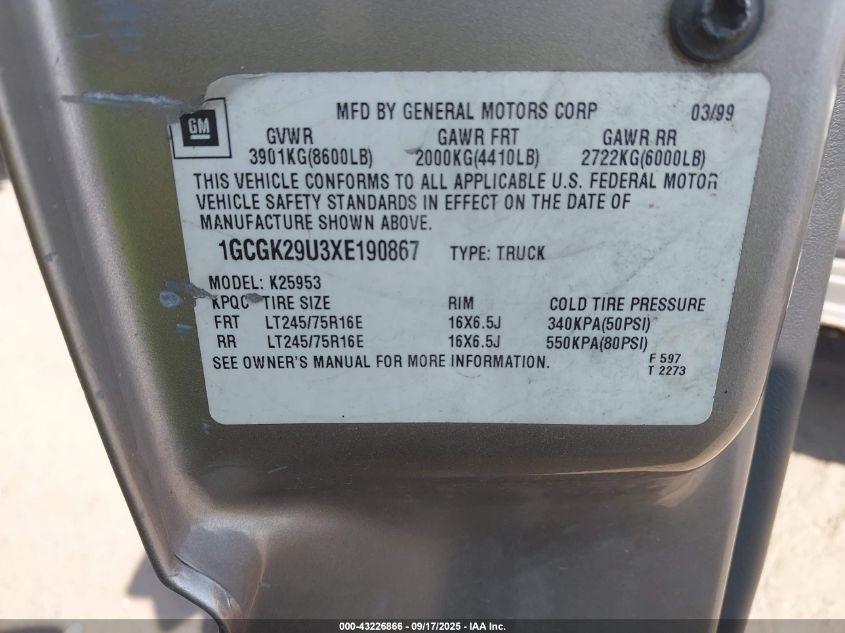 MFD BY GENERAL MOTORS CORP 03/99
GM
GVWR GAWR FRT GAWR RR
3901KG(8600LB) 2000KG(4410LB) 2722KG(6000LB)
THIS VEHICLE CONFORMS TO ALL APPLICABLE U.S. FEDERAL MOTOR
VEHICLE SAFETY STANDARDS IN EFFECT ON THE DATE OF
MANUFACTURE SHOWN ABOVE.
1GCGK29U3XE190867 TYPE: TRUCK
MODEL: K25953
KPQC TIRE SIZE RIM COLD TIRE PRESSURE
FRT LT245/75R16E 16X6.5J 340KPA(50PSI)
RR LT245/75R16E 16X6.5J 550KPA(80PSI)
SEE OWNER'S MANUAL FOR MORE INFORMATION. F 597
T 2273
000-43226866 - 09/17/2025 - IAA Inc.